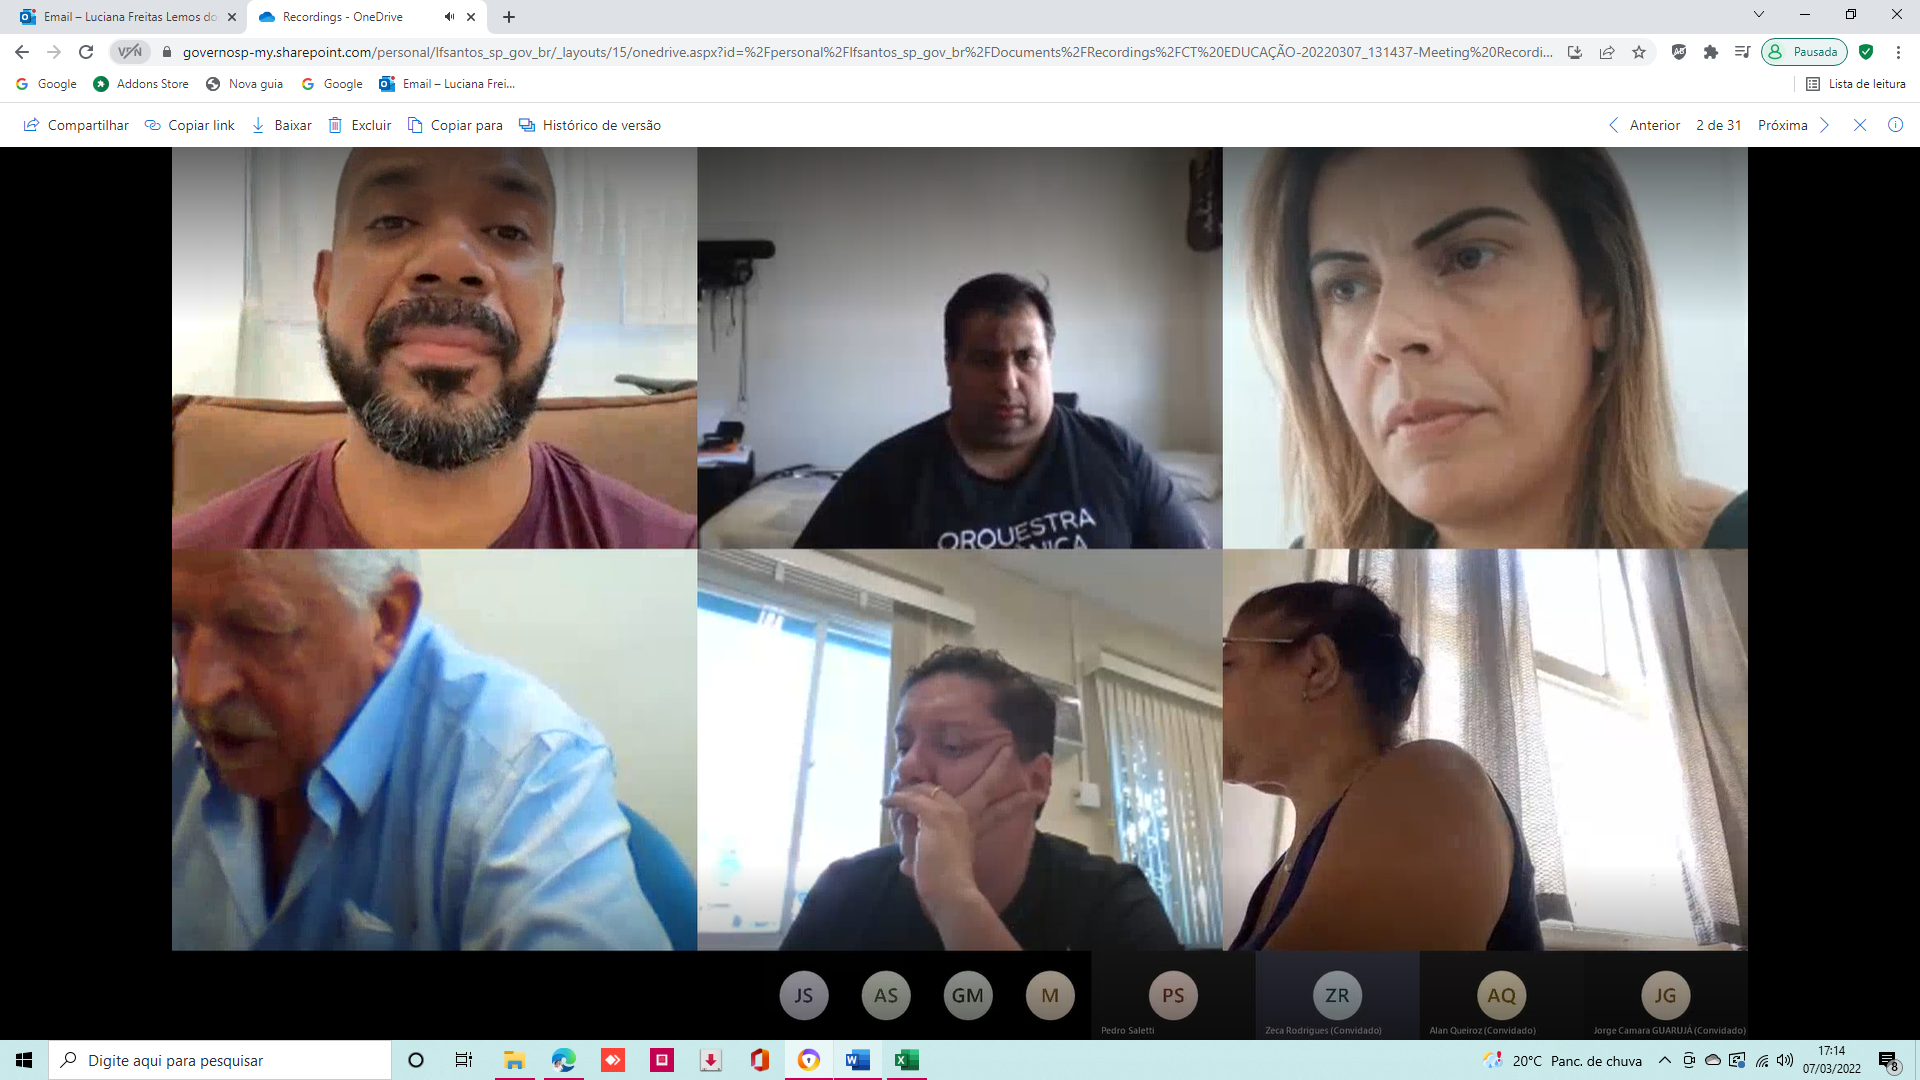 Email – Luciana Freitas Lemos do
Recordings - OneDrive
VPN
governosp-my.sharepoint.com/personal/lfsantos_sp_gov_br/_layouts/15/onedrive.aspx?id=%2Fpersonal%2Flfsantos_sp_gov_br%2FDocuments%2FRecordings%2FCT%20EDUCAÇÃO-20220307_131437-Meeting%20Recordi...
Pausada
Google
Addons Store
Nova guia
Google
Email – Luciana Frei...
Lista de leitura
Compartilhar
Copiar link
Baixar
Excluir
Copiar para
Histórico de versão
Anterior
2 de 31
Próxima
ORQUESTRA
JS
AS
GM
M
PS
ZR
AQ
JG
Pedro Saletti
Zeca Rodrigues (Convidado)
Alan Queiroz (Convidado)
Jorge Camara GUARUJÁ (Convidado)
Digite aqui para pesquisar
20°C
Panc. de chuva
17:14
07/03/2022
8